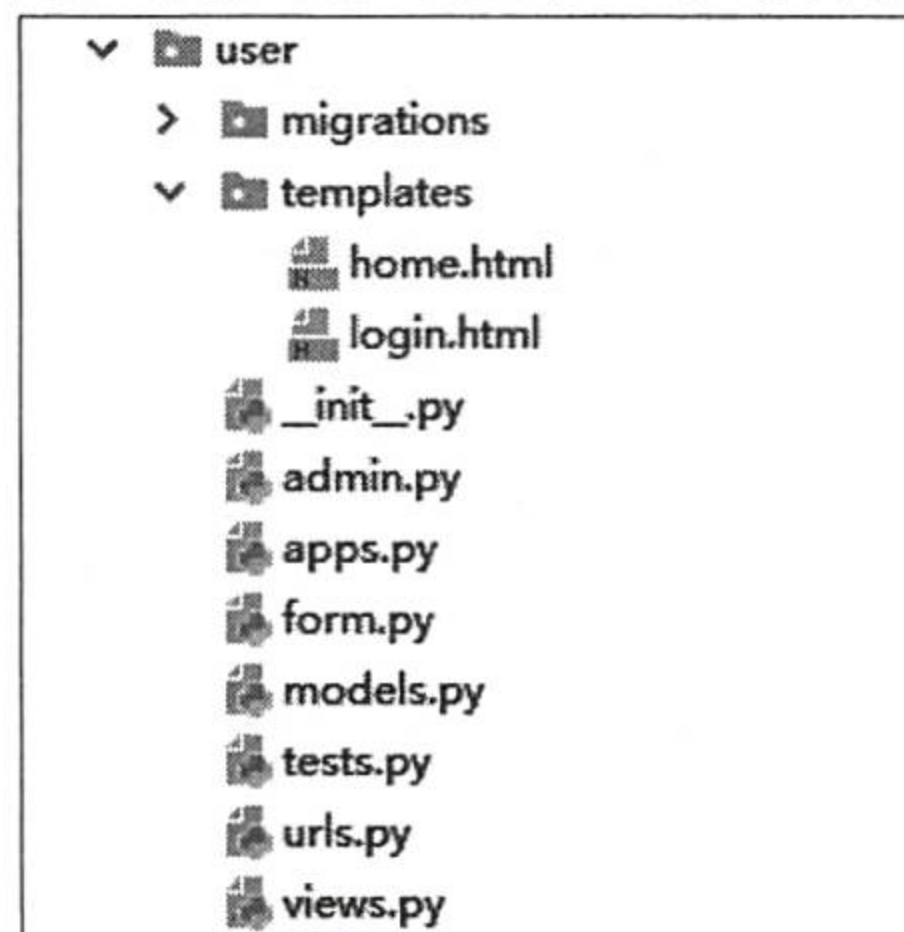 user
migrations
templates
home.html
login.html
__init__.py
admin.py
apps.py
form.py
models.py
tests.py
urls.py
views.py